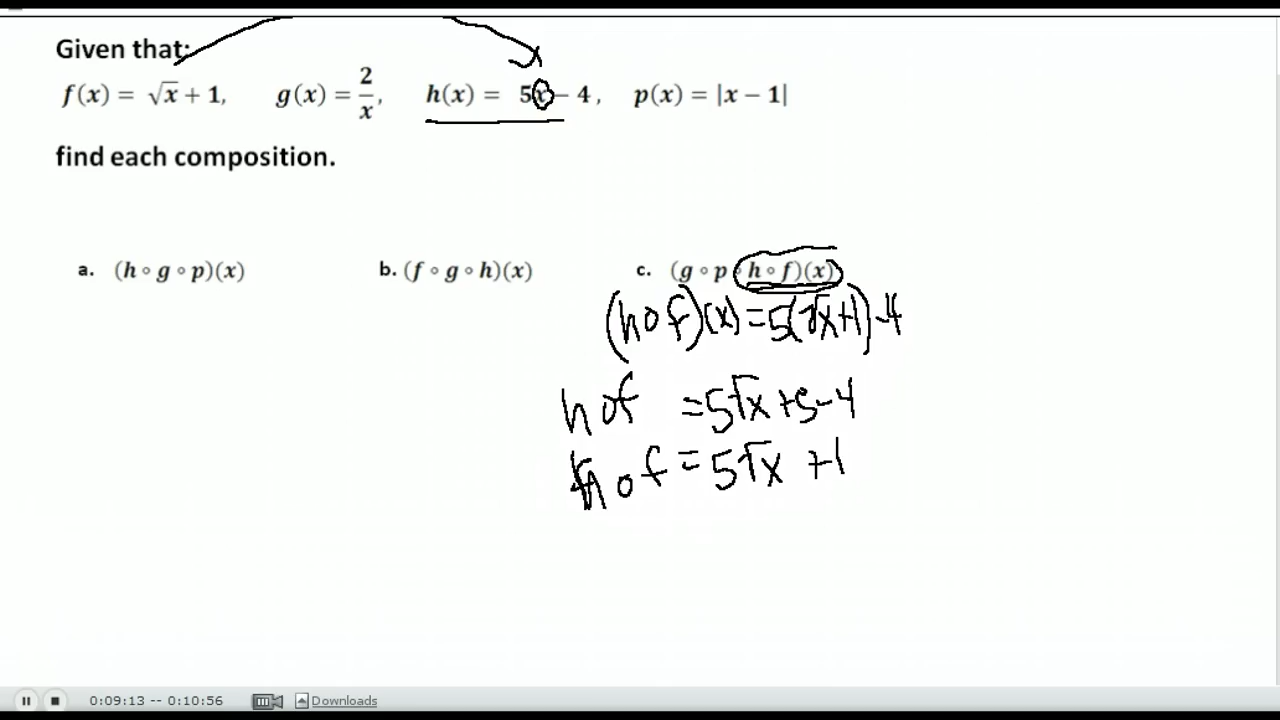 Given that:
f(x) = √x + 1, g(x) = 2/x, h(x) = 5x − 4, p(x) = |x − 1|
find each composition.
a. (h ∘ g ∘ p)(x) b. (f ∘ g ∘ h)(x) c. (g ∘ p ∘ h ∘ f)(x)
(h o f)(x) = 5(√x+1) - 4
h o f = 5√x + 5 - 4
h o f = 5√x + 1
0:09:13 -- 0:10:56 Downloads